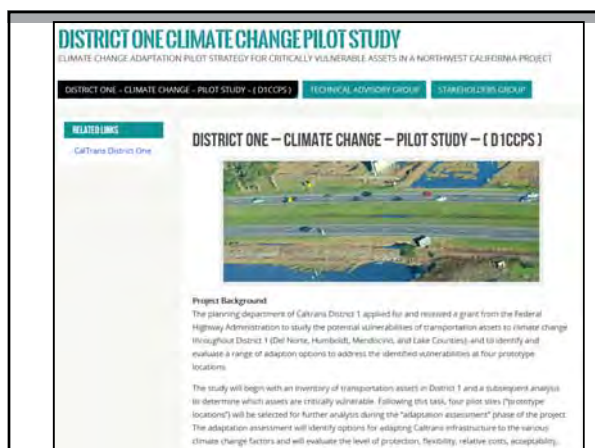 DISTRICT ONE CLIMATE CHANGE PILOT STUDY
CLIMATE CHANGE ADAPTATION PILOT STRATEGY FOR CRITICALLY VULNERABLE ASSETS IN A NORTHWEST CALIFORNIA PROJECT
DISTRICT ONE – CLIMATE CHANGE – PILOT STUDY – ( D1CCPS )
TECHNICAL ADVISORY GROUP
STAKEHOLDERS GROUP
RELATED LINKS
CalTrans District One
DISTRICT ONE – CLIMATE CHANGE – PILOT STUDY – ( D1CCPS )
Project Background
The planning department of Caltrans District 1 applied for and received a grant from the Federal
Highway Administration to study the potential vulnerabilities of transportation assets to climate change
throughout District 1 (Del Norte, Humboldt, Mendocino, and Lake Counties) and to identify and
evaluate a range of adaption options to address the identified vulnerabilities at four prototype
locations.
The study will begin with an inventory of transportation assets in District 1 and a subsequent analysis
to determine which assets are critically vulnerable. Following this task, four pilot sites ("prototype
locations") will be selected for further analysis during the "adaptation assessment" phase of the project.
The adaptation assessment will identify options for adapting Caltrans infrastructure to the various
climate change factors and will evaluate the level of protection, flexibility, relative costs, acceptability,